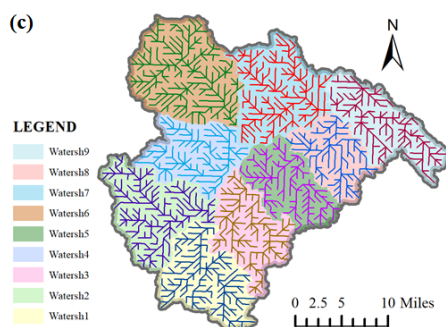 (c)
N
LEGEND
Watersh9
Watersh8
Watersh7
Watersh6
Watersh5
Watersh4
Watersh3
Watersh2
Watersh1
0 2.5 5 10 Miles